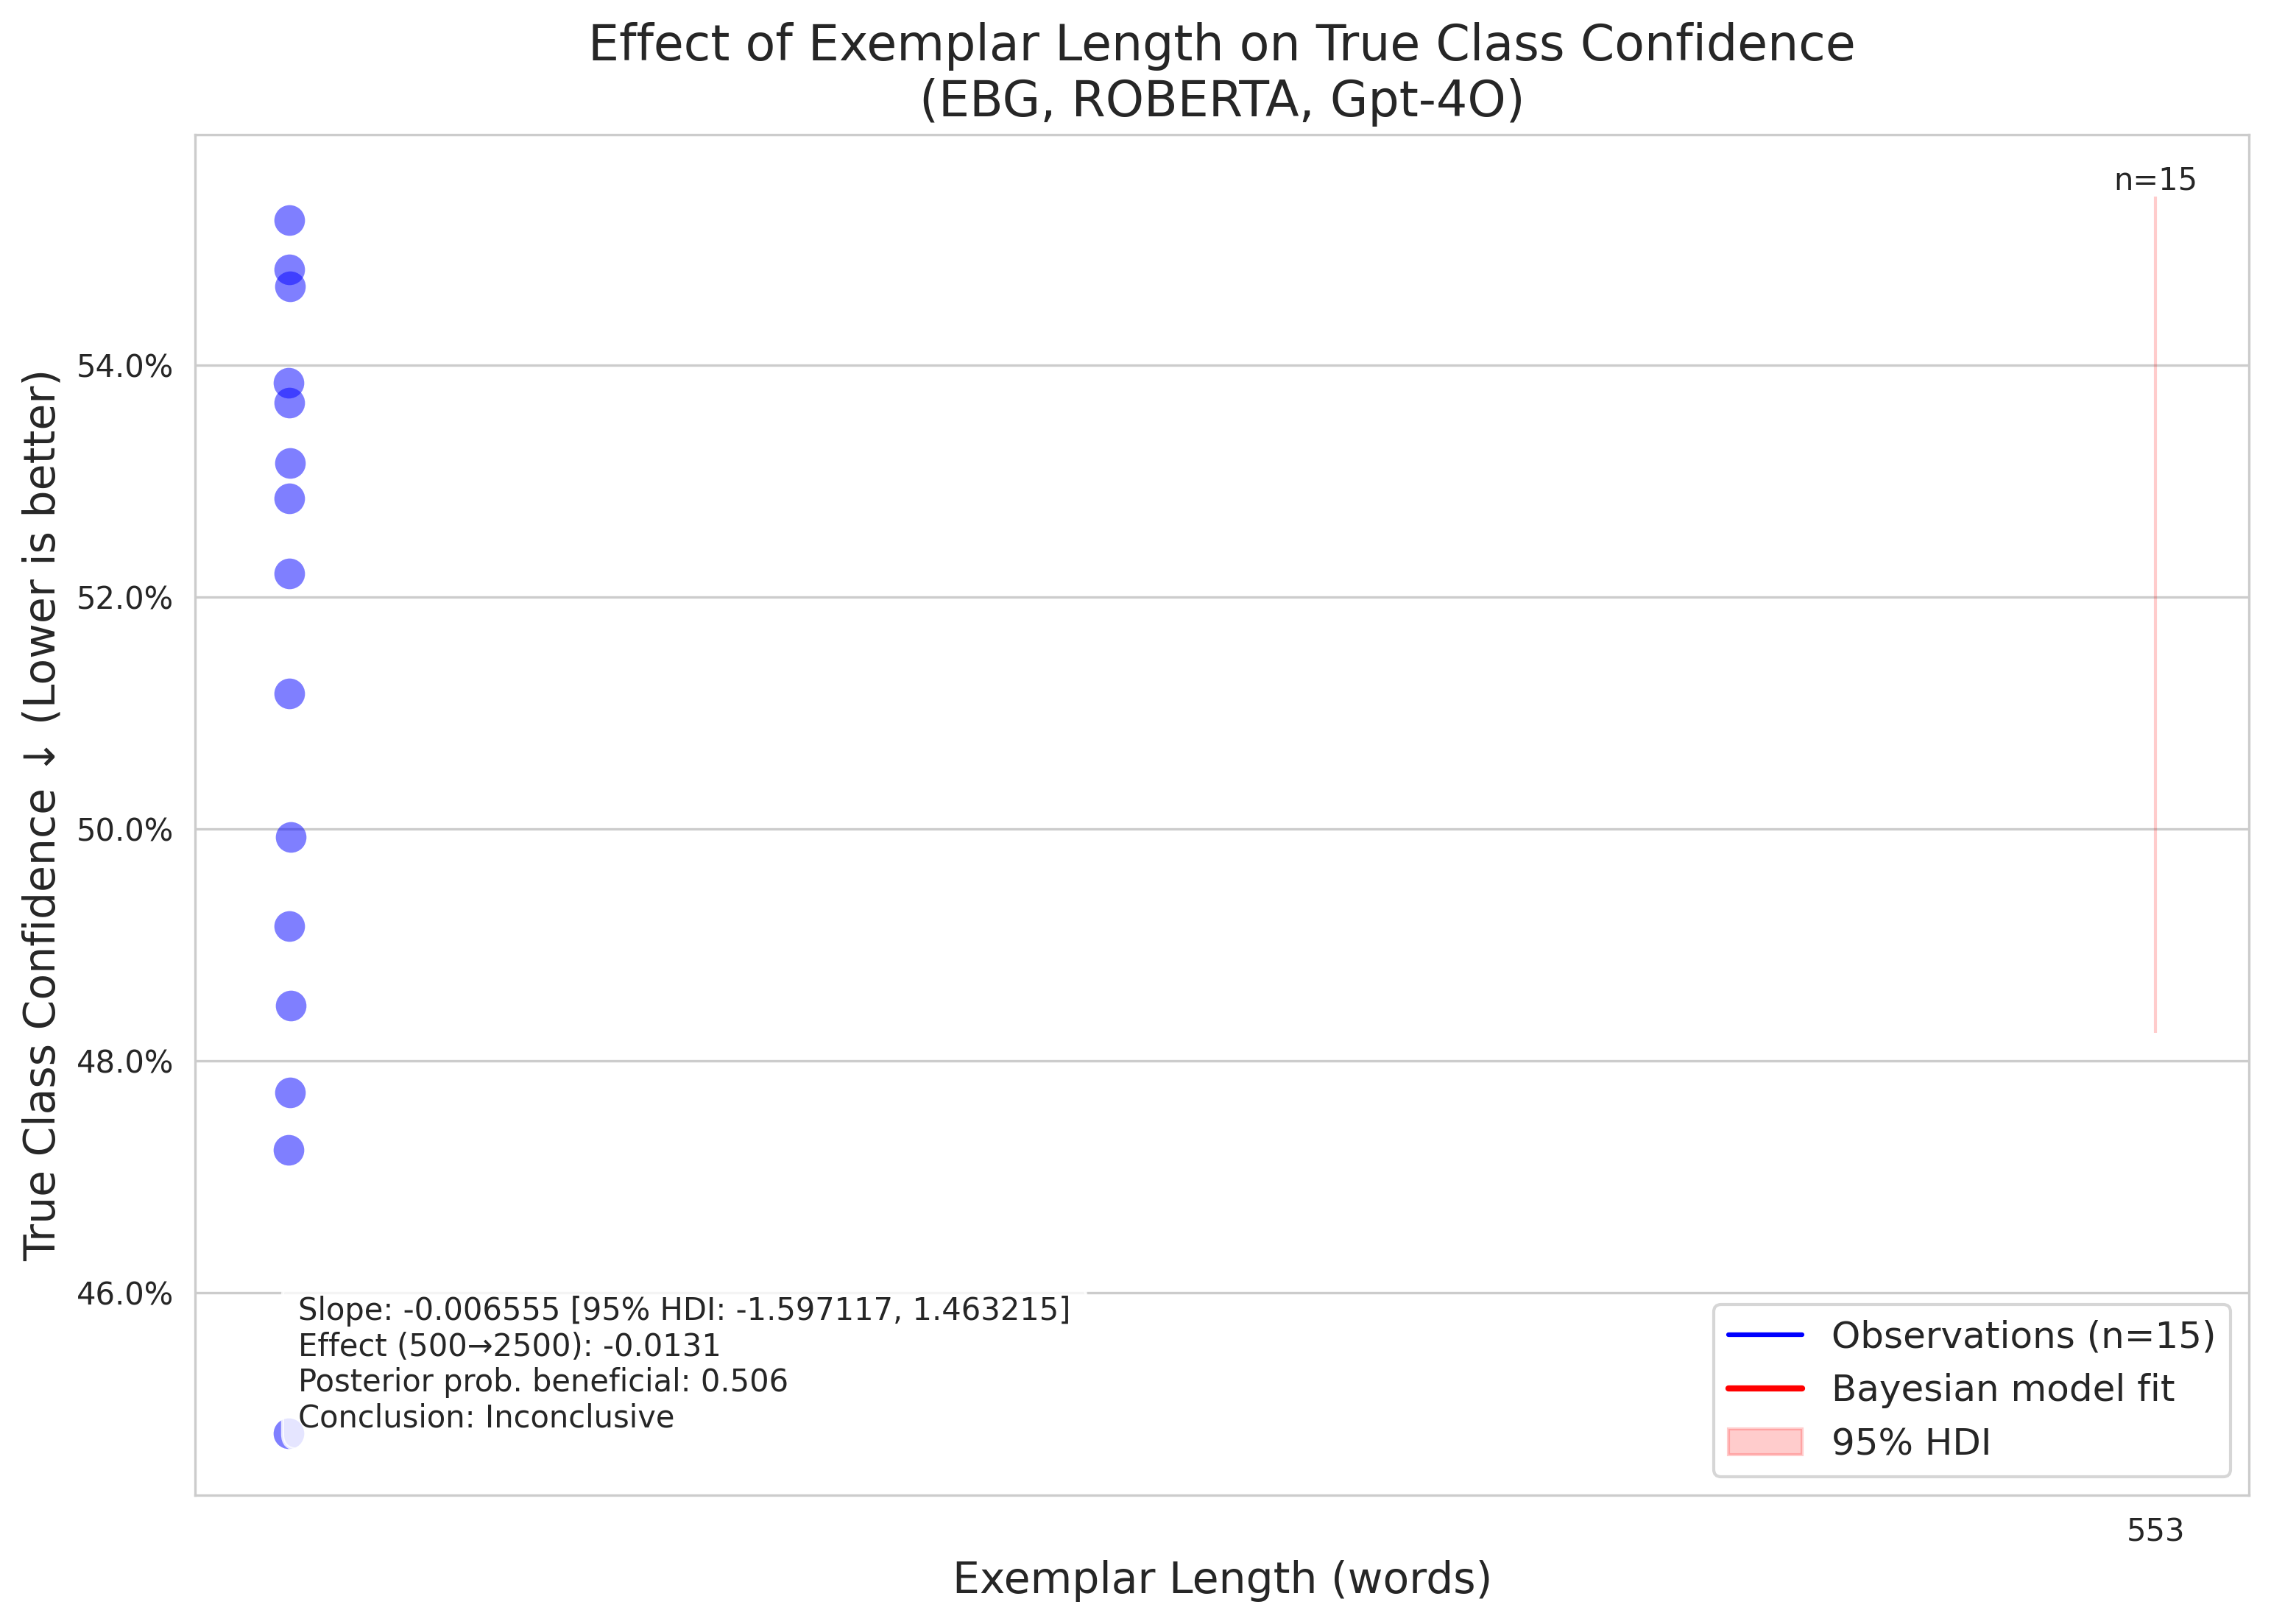 Effect of Exemplar Length on True Class Confidence
(EBG, ROBERTA, Gpt-4O)
n=15
True Class Confidence ↓ (Lower is better)
54.0%
52.0%
50.0%
48.0%
46.0%
Slope: -0.006555 [95% HDI: -1.597117, 1.463215]
Effect (500→2500): -0.0131
Posterior prob. beneficial: 0.506
Conclusion: Inconclusive
Observations (n=15)
Bayesian model fit
95% HDI
553
Exemplar Length (words)